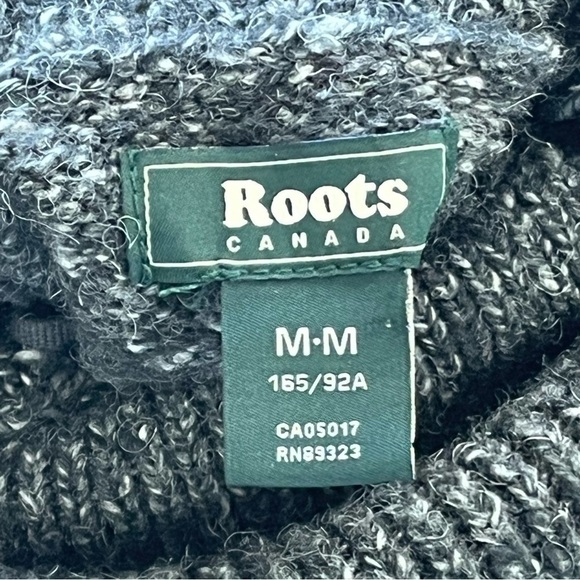 Roots
CANADA
M·M
165/92A
CA05017
RN89323